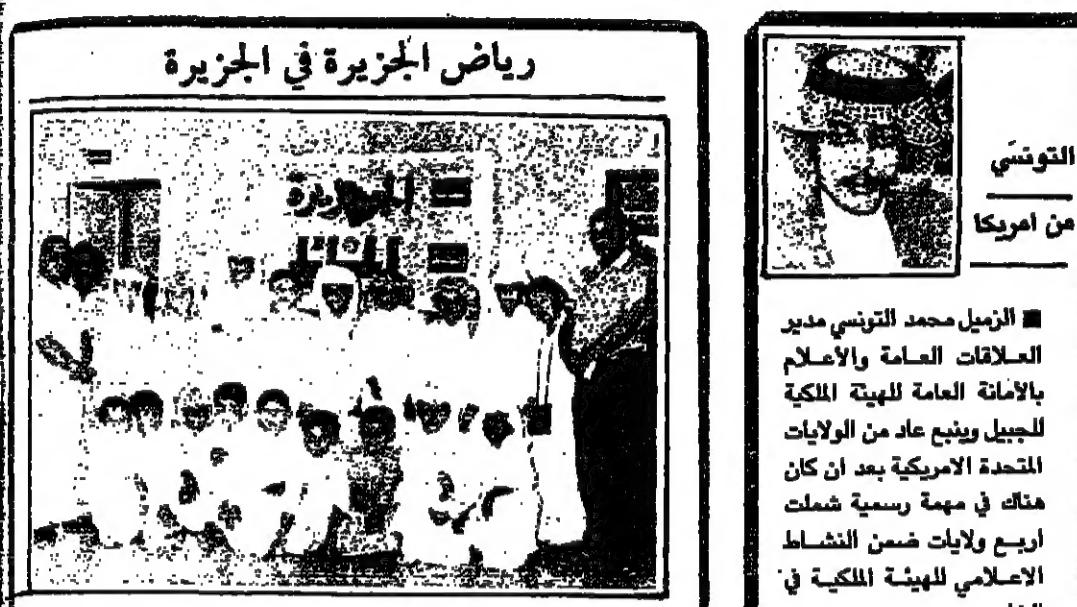 رياض الجزيرة في الجزيرة
التونسي
من امريكا
■ الزميل محمد التونسي مدير
العلاقات العامة والأعلام
بالأمانة العامة للهيئة الملكية
للجبيل وينبع عاد من الولايات
المتحدة الامريكية بعد ان كان
هناك في مهمة رسمية شملت
اربع ولايات ضمن النشاط
الاعلامي للهيئة الملكية في